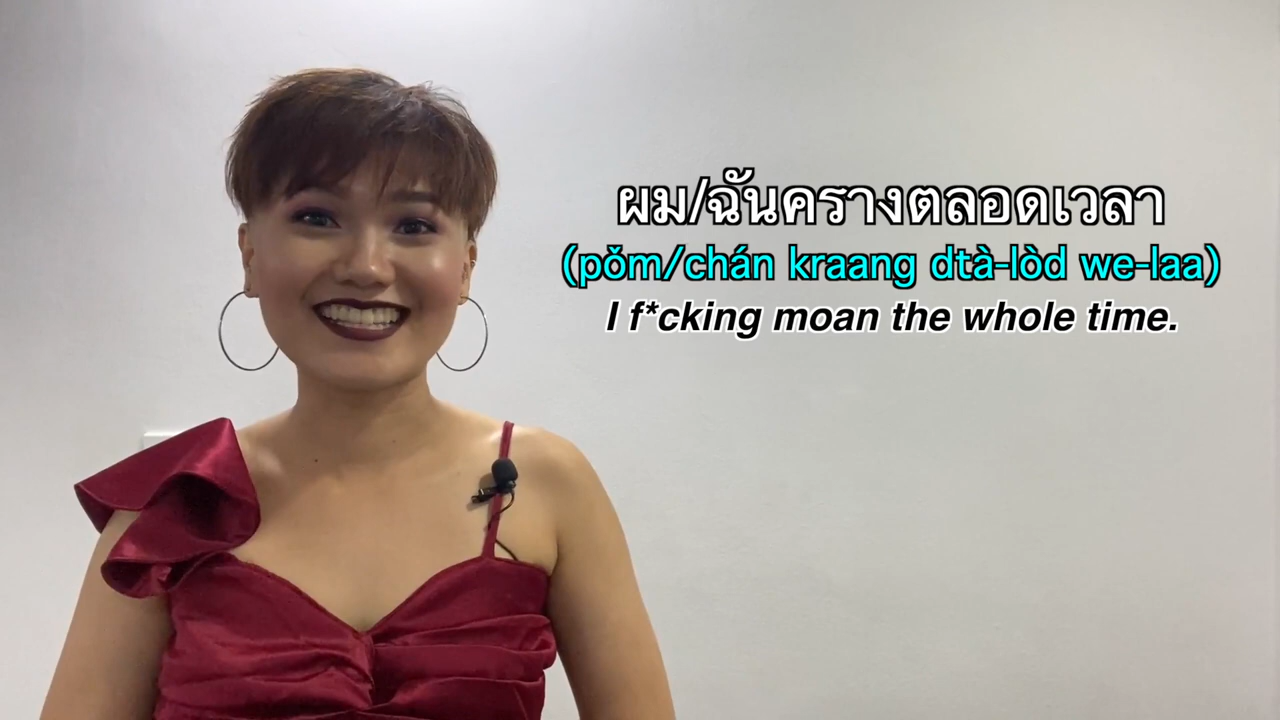 ผม/ฉันครางตลอดเวลา
(pǒm/chán kraang dtà-lòd we-laa)
I f*cking moan the whole time.